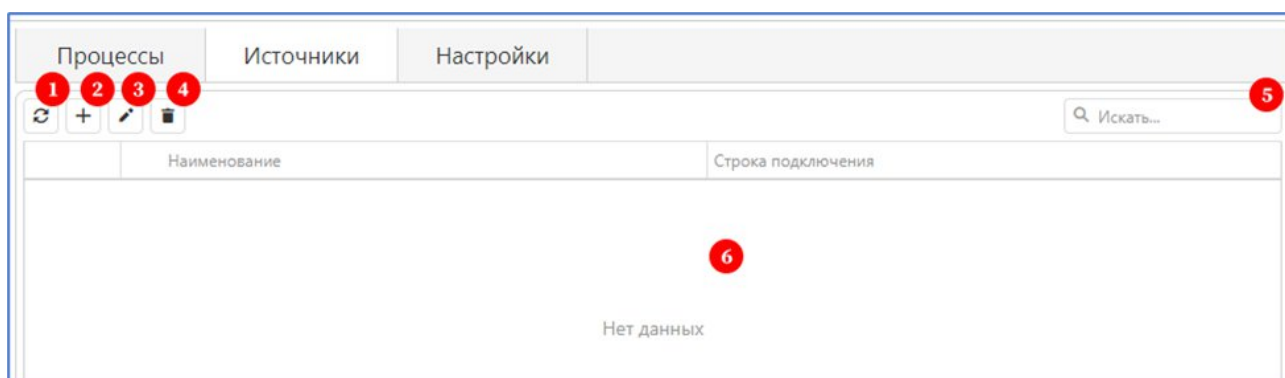 Процессы Источники Настройки
1 2 3 4 5
Искать...
Наименование Строка подключения
6
Нет данных